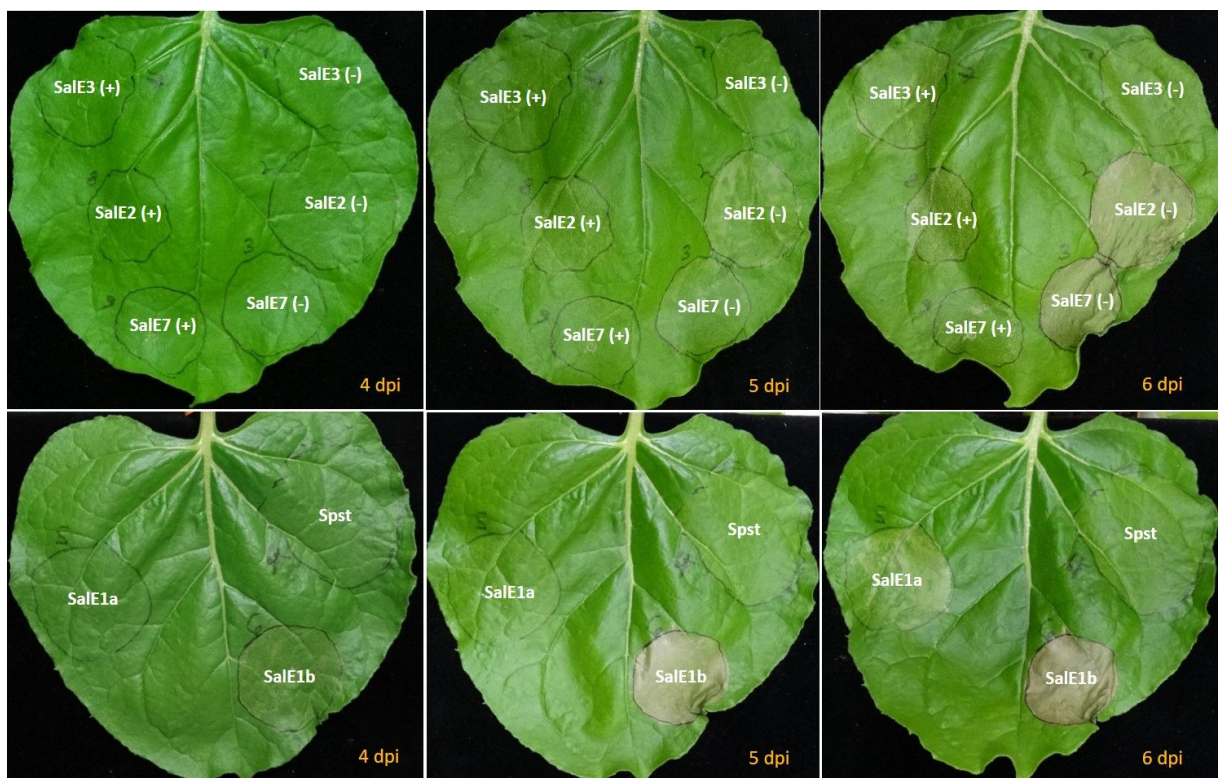 SalE3 (+)
SalE3 (-)
SalE2 (+)
SalE2 (-)
SalE7 (-)
SalE7 (+)
4 dpi
SalE3 (+)
SalE3 (-)
SalE2 (+)
SalE2 (-)
3
SalE7 (-)
SalE7 (+)
5 dpi
SalE3 (+)
SalE3 (-)
SalE2 (+)
SalE2 (-)
3
SalE7 (-)
SalE7 (+)
6 dpi
Spst
SalE1a
SalE1b
4 dpi
Spst
SalE1a
SalE1b
5 dpi
Spst
SalE1a
SalE1b
6 dpi